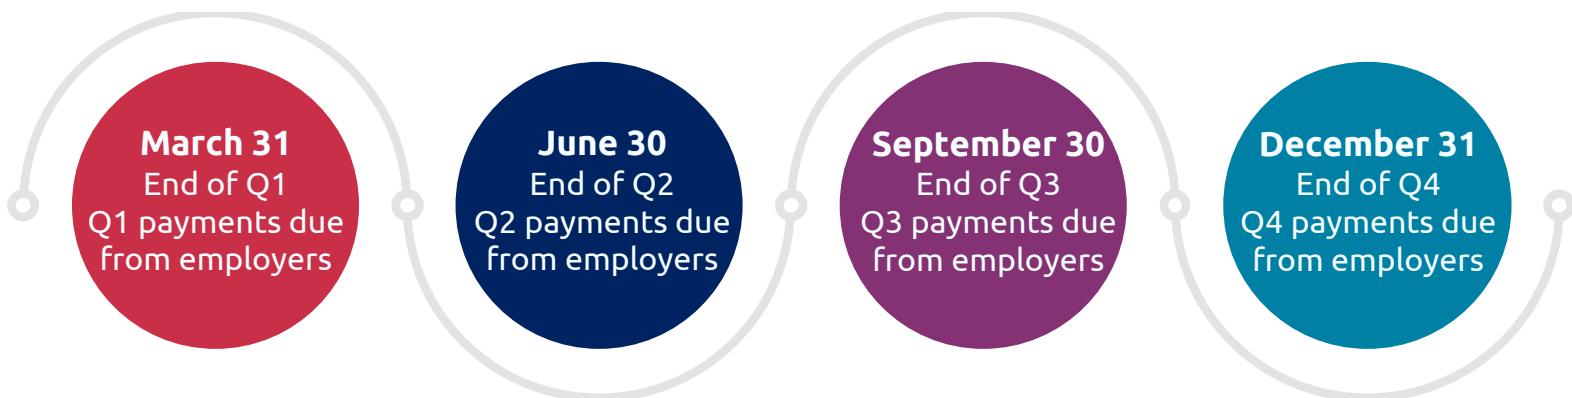 March 31
End of Q1
Q1 payments due
from employers
June 30
End of Q2
Q2 payments due
from employers
September 30
End of Q3
Q3 payments due
from employers
December 31
End of Q4
Q4 payments due
from employers